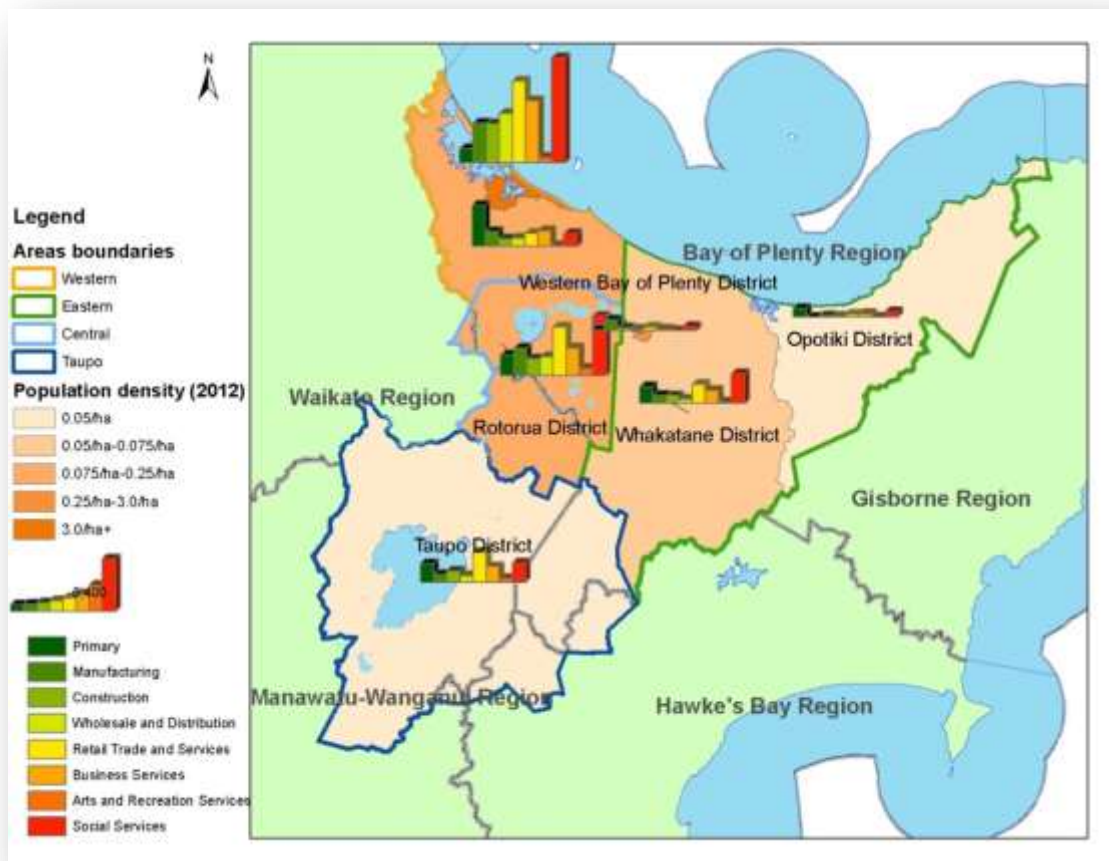 N
Legend
Areas boundaries
Western
Eastern
Central
Taupo
Population density (2012)
0.05/ha
0.05/ha-0.075/ha
0.075/ha-0.25/ha
0.25/ha-3.0/ha
3.0/ha+
Primary
Manufacturing
Construction
Wholesale and Distribution
Retail Trade and Services
Business Services
Arts and Recreation Services
Social Services
Bay of Plenty Region
Western Bay of Plenty District
Opotiki District
Waikato Region
Rotorua District
Whakatane District
Gisborne Region
Taupo District
Manawatu-Wanganui Region
Hawke's Bay Region